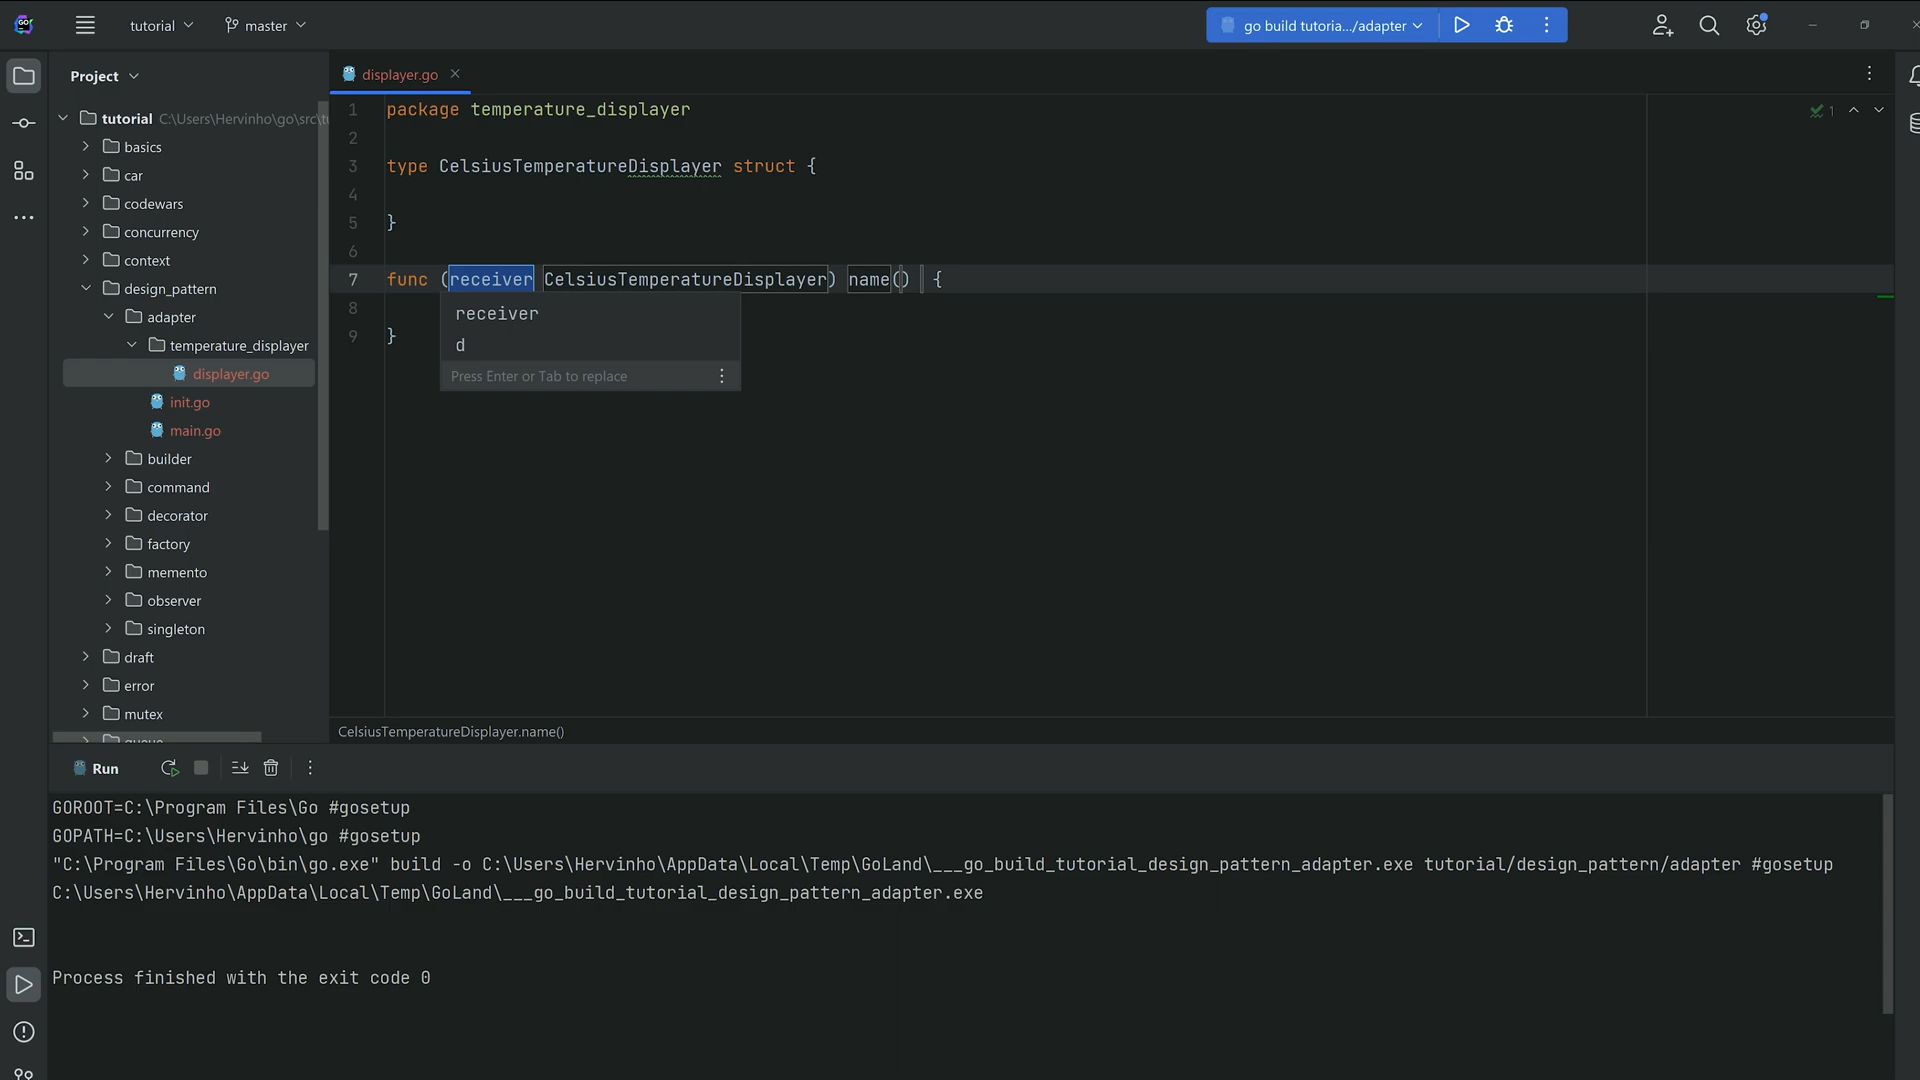 GO
tutorial
master
go build tutoria.../adapter
Project
displayer.go
tutorial C:\Users\Hervinho\go\src\tu
basics
car
codewars
concurrency
context
design_pattern
adapter
temperature_displayer
displayer.go
init.go
main.go
builder
command
decorator
factory
memento
observer
singleton
draft
error
mutex
queue
1 package temperature_displayer
2
3 type CelsiusTemperatureDisplayer struct {
4
5 }
6
7 func (receiver CelsiusTemperatureDisplayer) name() {
8
9 }
receiver
d
Press Enter or Tab to replace
1
CelsiusTemperatureDisplayer.name()
Run
GOROOT=C:\Program Files\Go #gosetup
GOPATH=C:\Users\Hervinho\go #gosetup
"C:\Program Files\Go\bin\go.exe" build -o C:\Users\Hervinho\AppData\Local\Temp\GoLand\___go_build_tutorial_design_pattern_adapter.exe tutorial/design_pattern/adapter #gosetup
C:\Users\Hervinho\AppData\Local\Temp\GoLand\___go_build_tutorial_design_pattern_adapter.exe
Process finished with the exit code 0